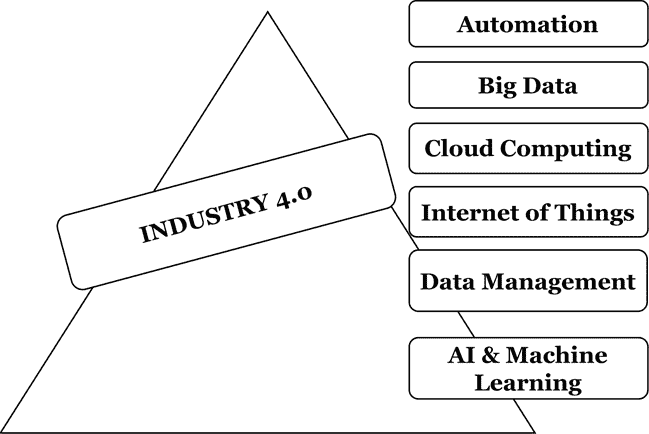 Automation
Big Data
Cloud Computing
INDUSTRY 4.0
Internet of Things
Data Management
AI & Machine
Learning